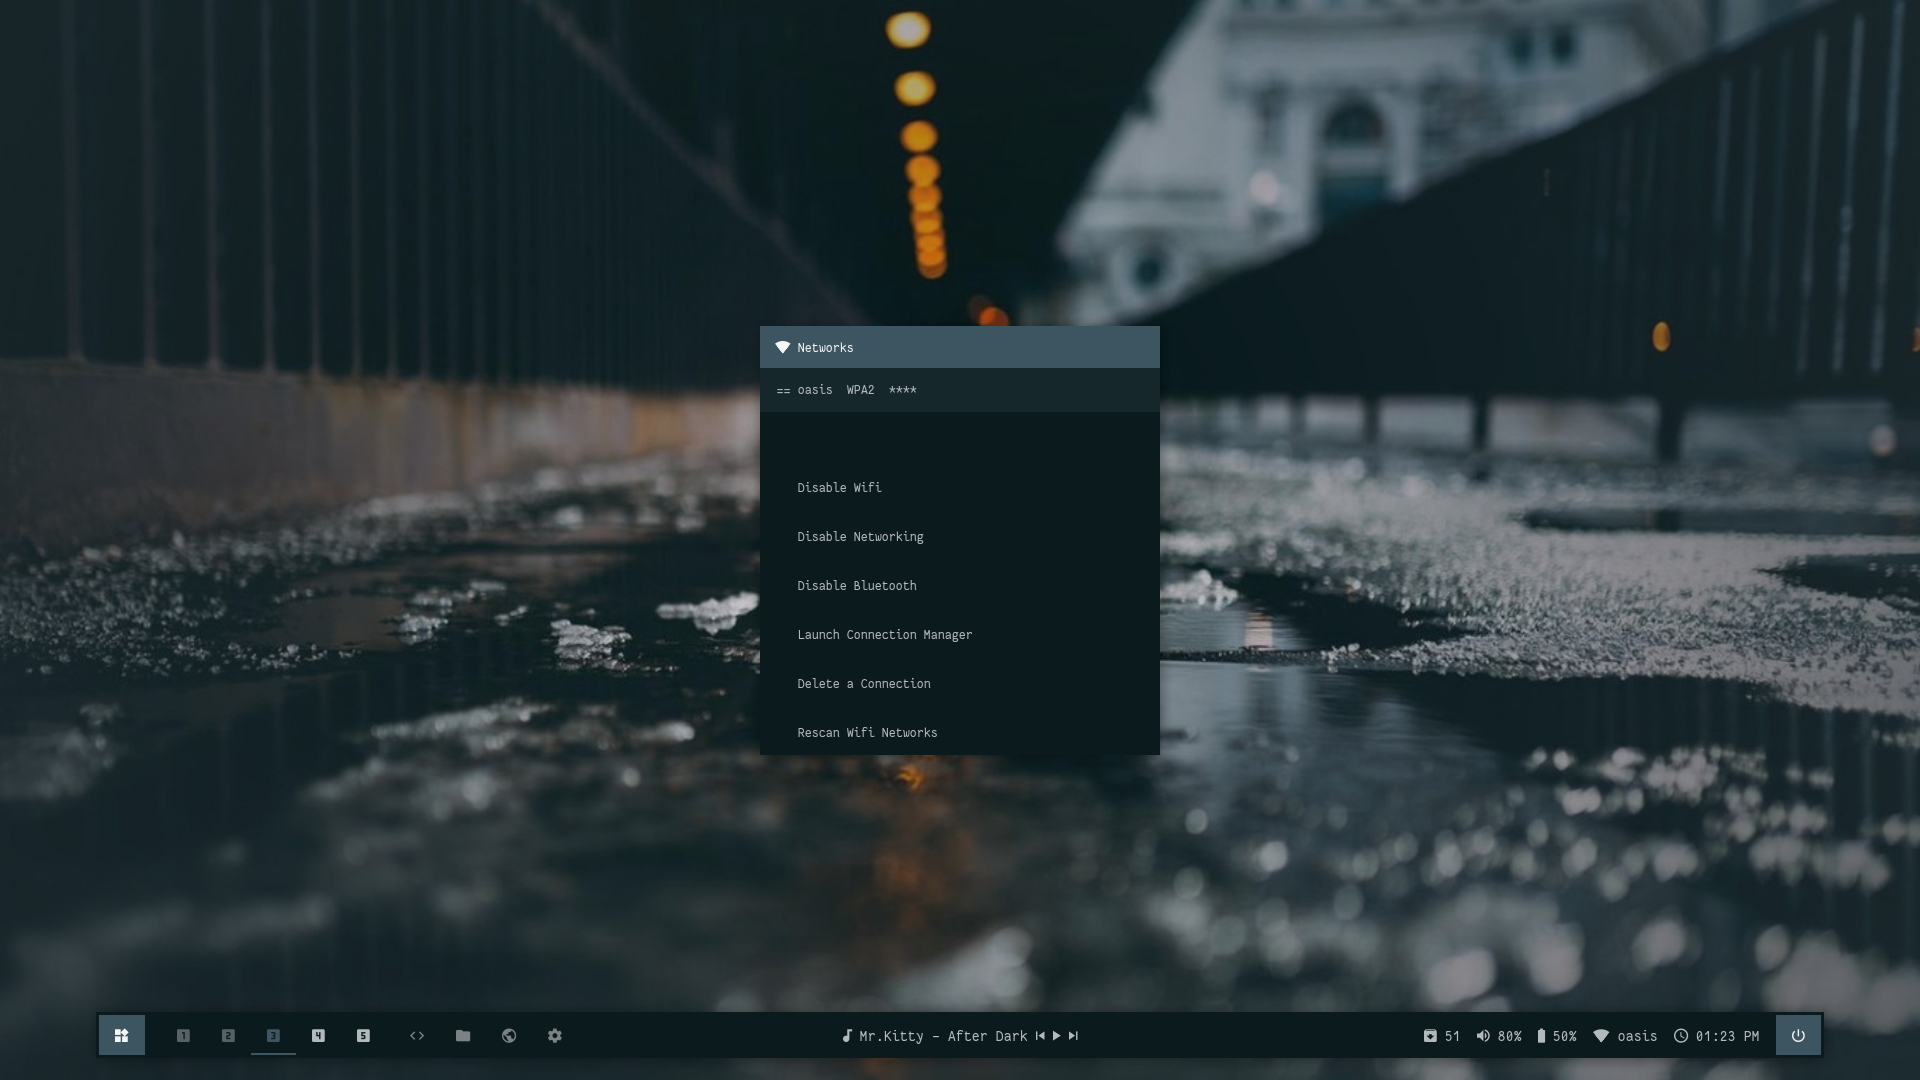 Networks
== oasis WPA2 ****
Disable Wifi
Disable Networking
Disable Bluetooth
Launch Connection Manager
Delete a Connection
Rescan Wifi Networks
1 2 3 4 5 Mr.Kitty - After Dark 51 80% 50% oasis 01:23 PM